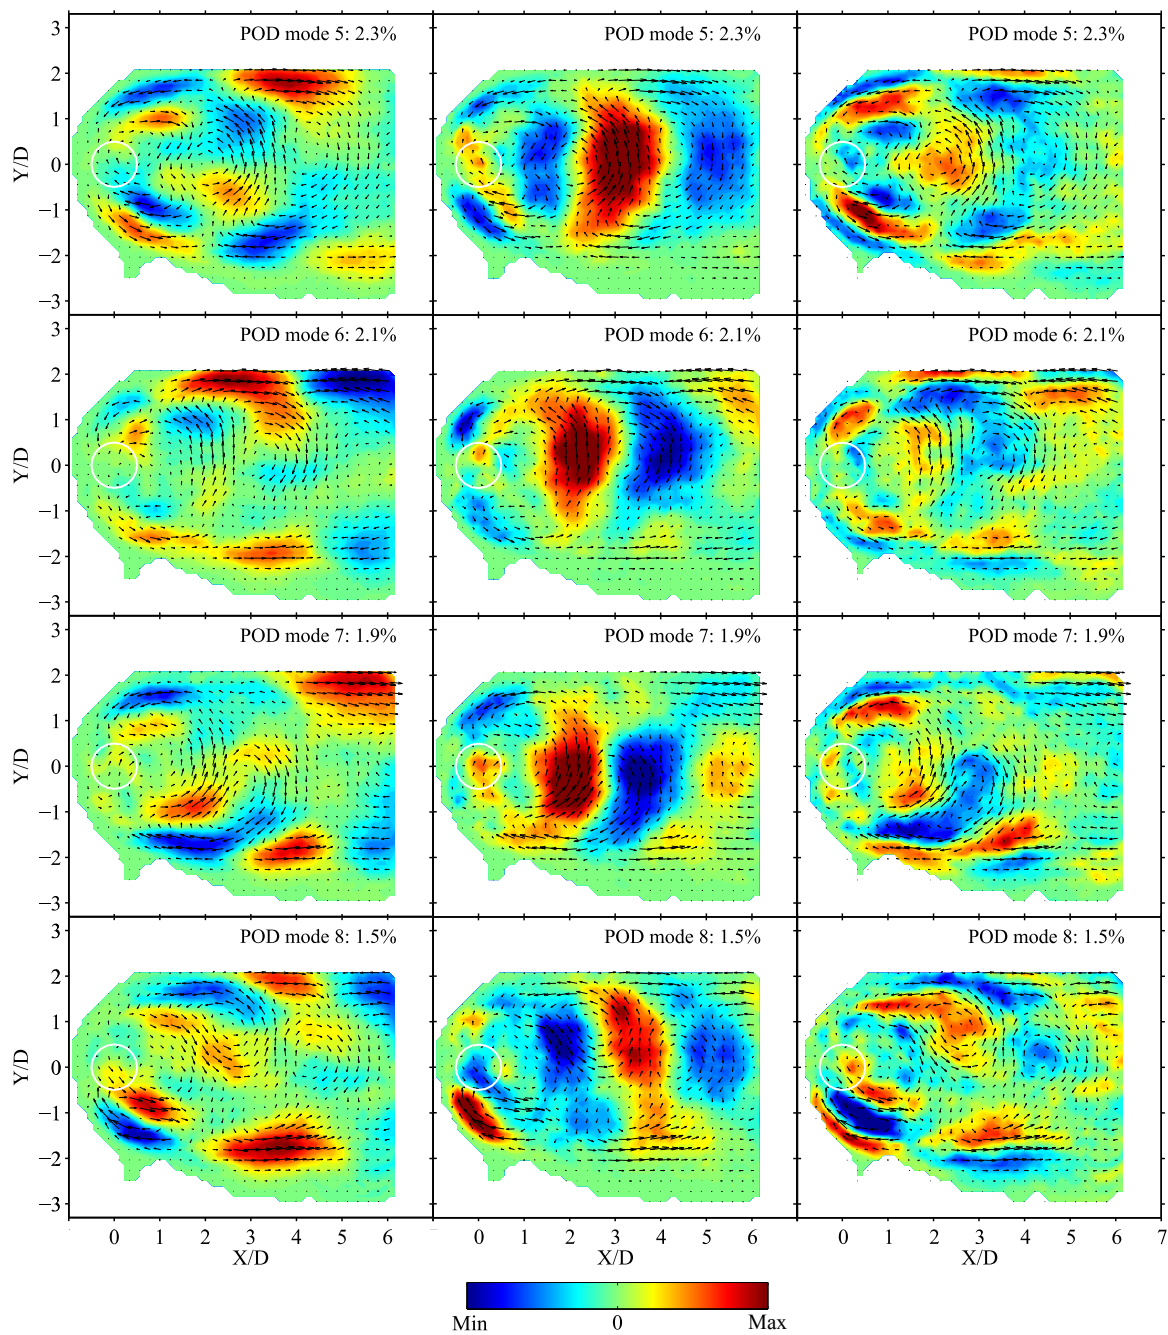 POD mode 5: 2.3% POD mode 5: 2.3% POD mode 5: 2.3%
3
2
1
0
−1
−2
−3
Y/D
POD mode 6: 2.1% POD mode 6: 2.1% POD mode 6: 2.1%
3
2
1
0
−1
−2
−3
Y/D
POD mode 7: 1.9% POD mode 7: 1.9% POD mode 7: 1.9%
3
2
1
0
−1
−2
−3
Y/D
POD mode 8: 1.5% POD mode 8: 1.5% POD mode 8: 1.5%
3
2
1
0
−1
−2
−3
Y/D
0 1 2 3 4 5 6 0 1 2 3 4 5 6 0 1 2 3 4 5 6 7
X/D X/D X/D
Min 0 Max